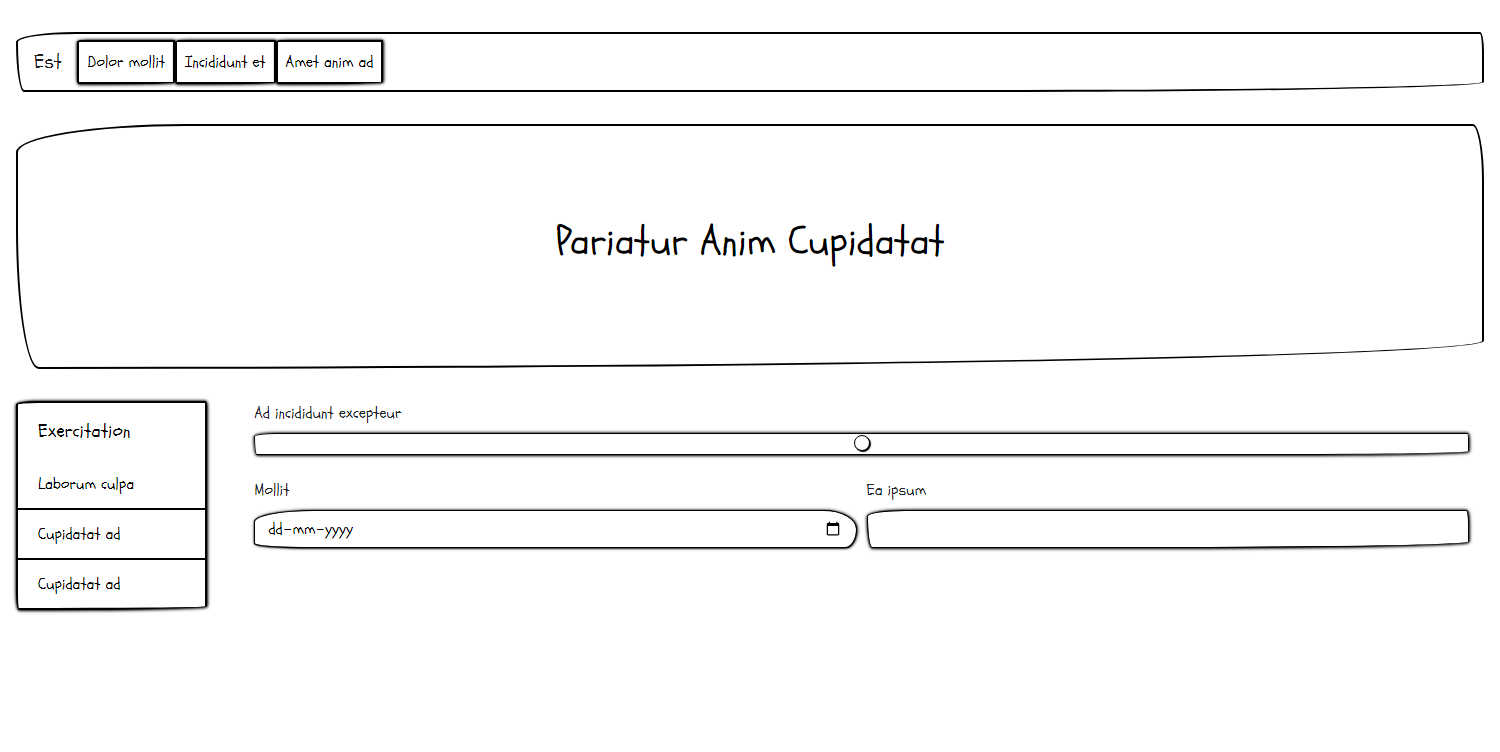 Est Dolor mollit Incididunt et Amet anim ad
Pariatur Anim Cupidatat
Exercitation
Laborum culpa
Cupidatat ad
Cupidatat ad
Ad incididunt excepteur
Mollit
dd-mm-yyyy
Ea ipsum